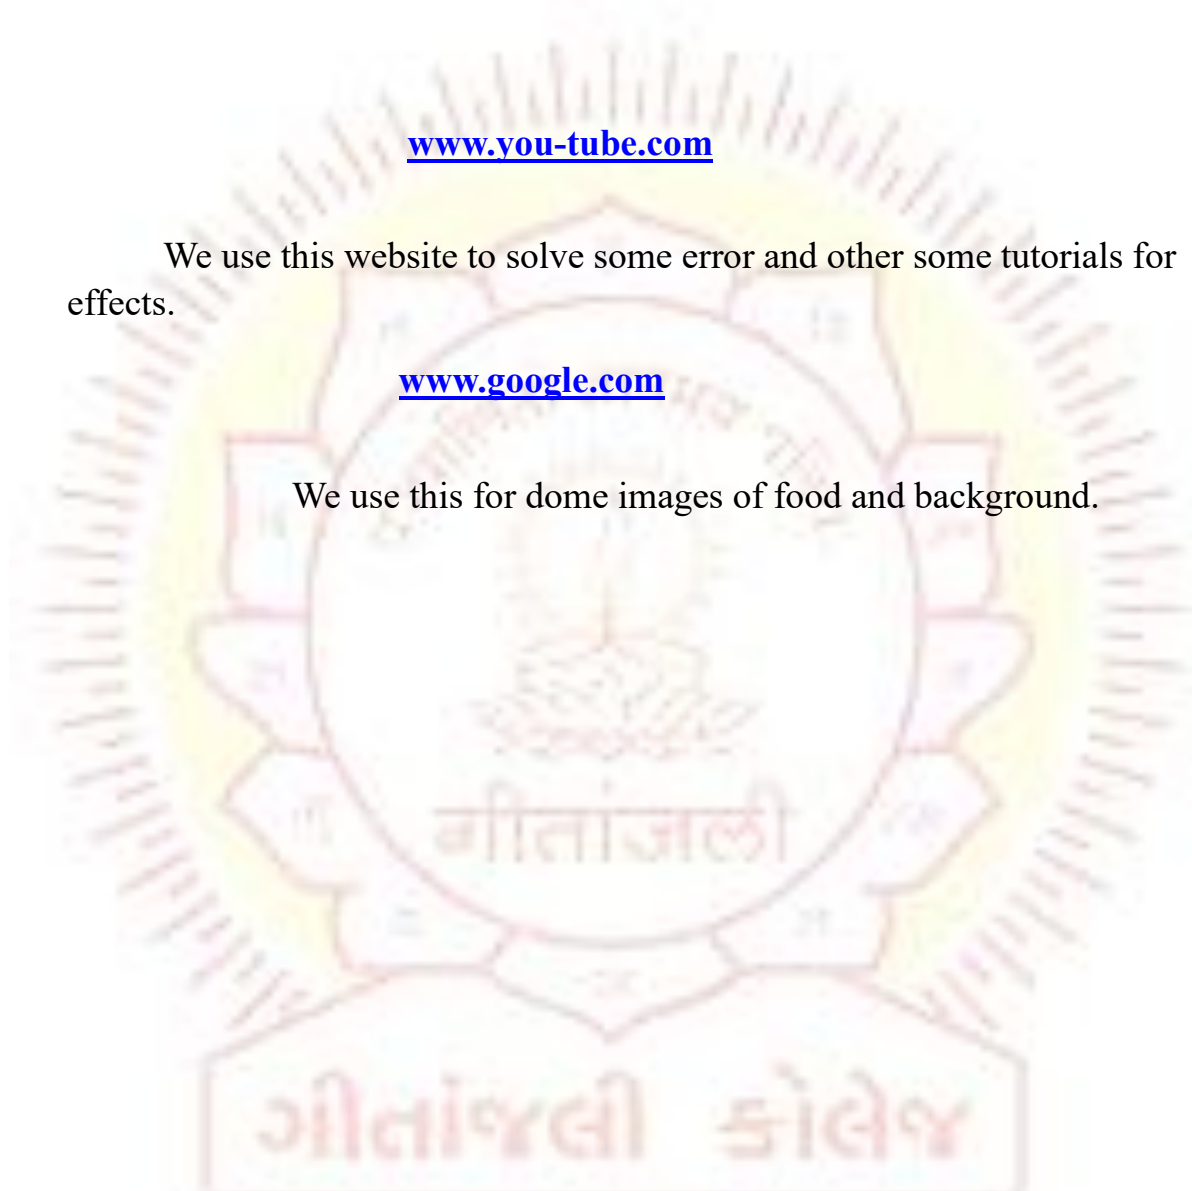 www.you-tube.com
We use this website to solve some error and other some tutorials for
effects.
www.google.com
We use this for dome images of food and background.
गीतांजली
ગીતાંજલી કોલેજ